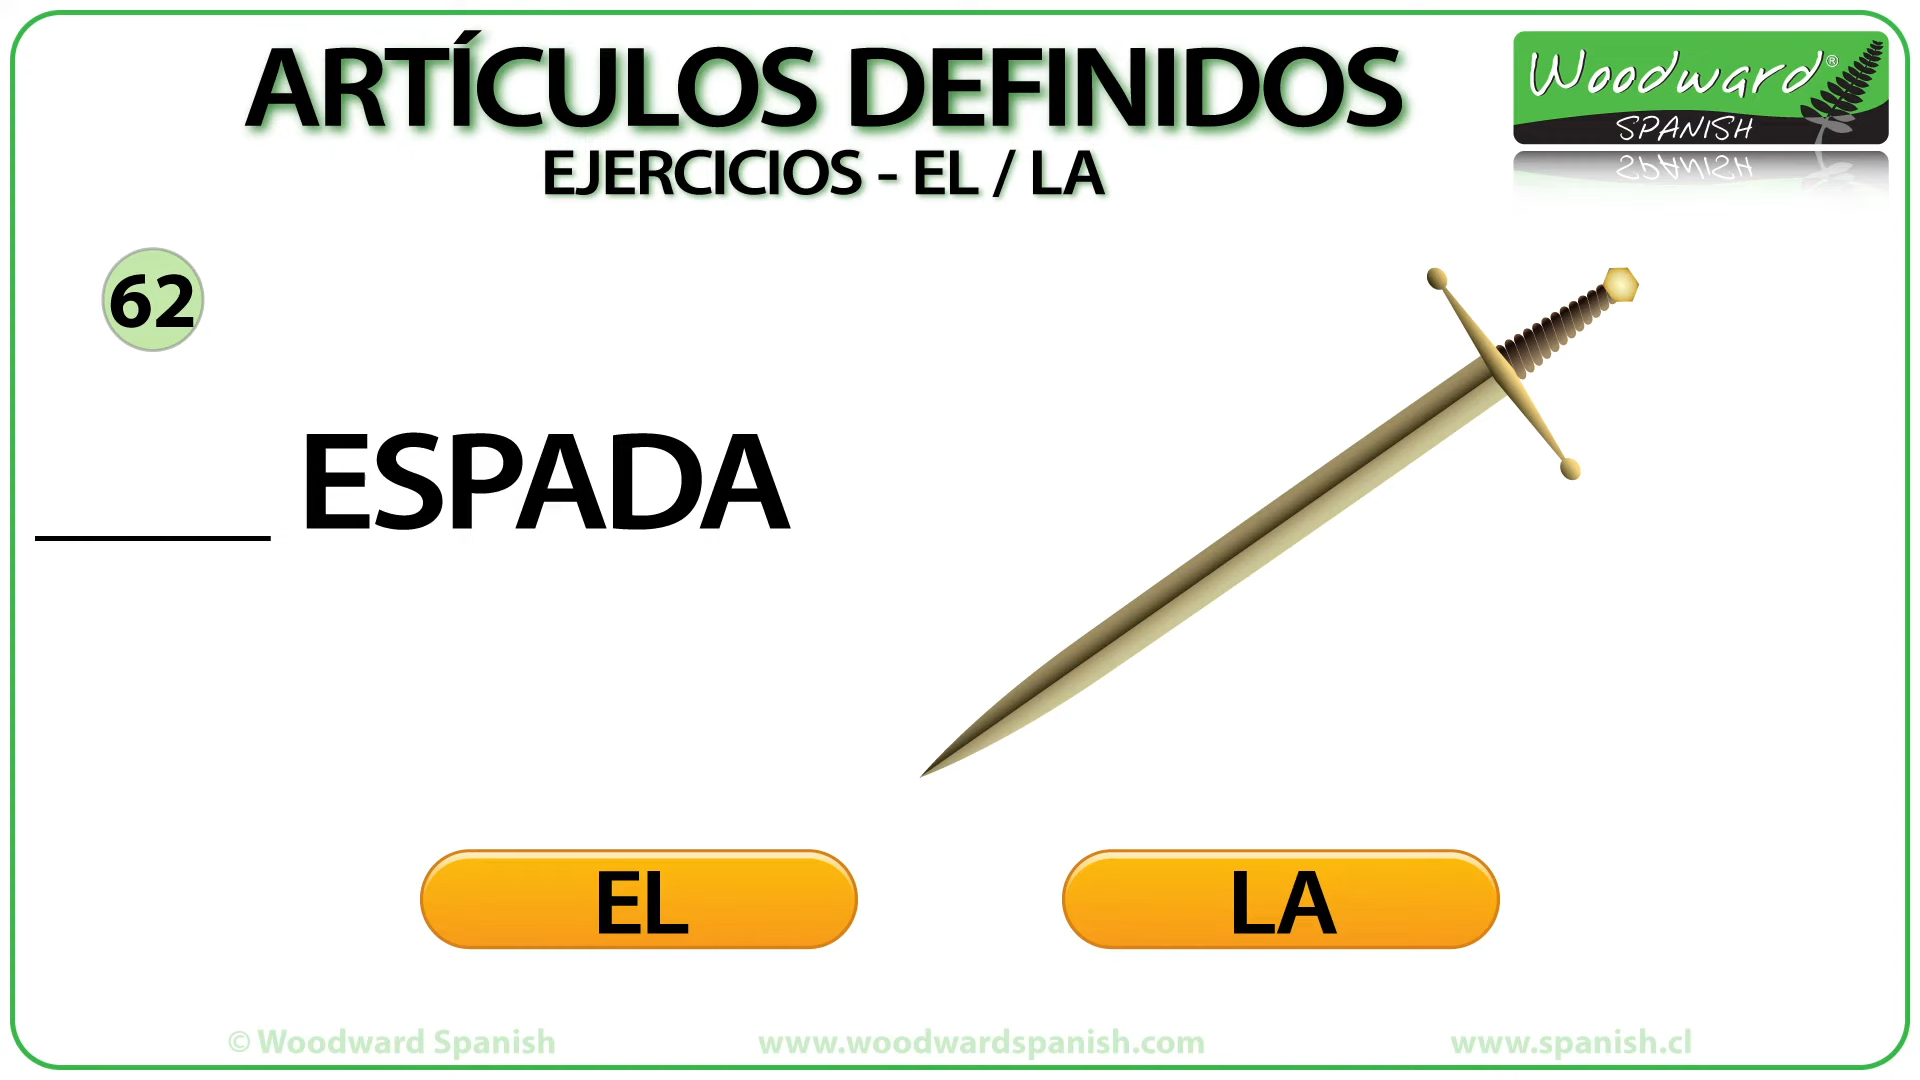 ARTÍCULOS DEFINIDOS
EJERCICIOS - EL / LA
Woodward®
SPANISH
62
_____ ESPADA
EL
LA
© Woodward Spanish
www.woodwardspanish.com
www.spanish.cl